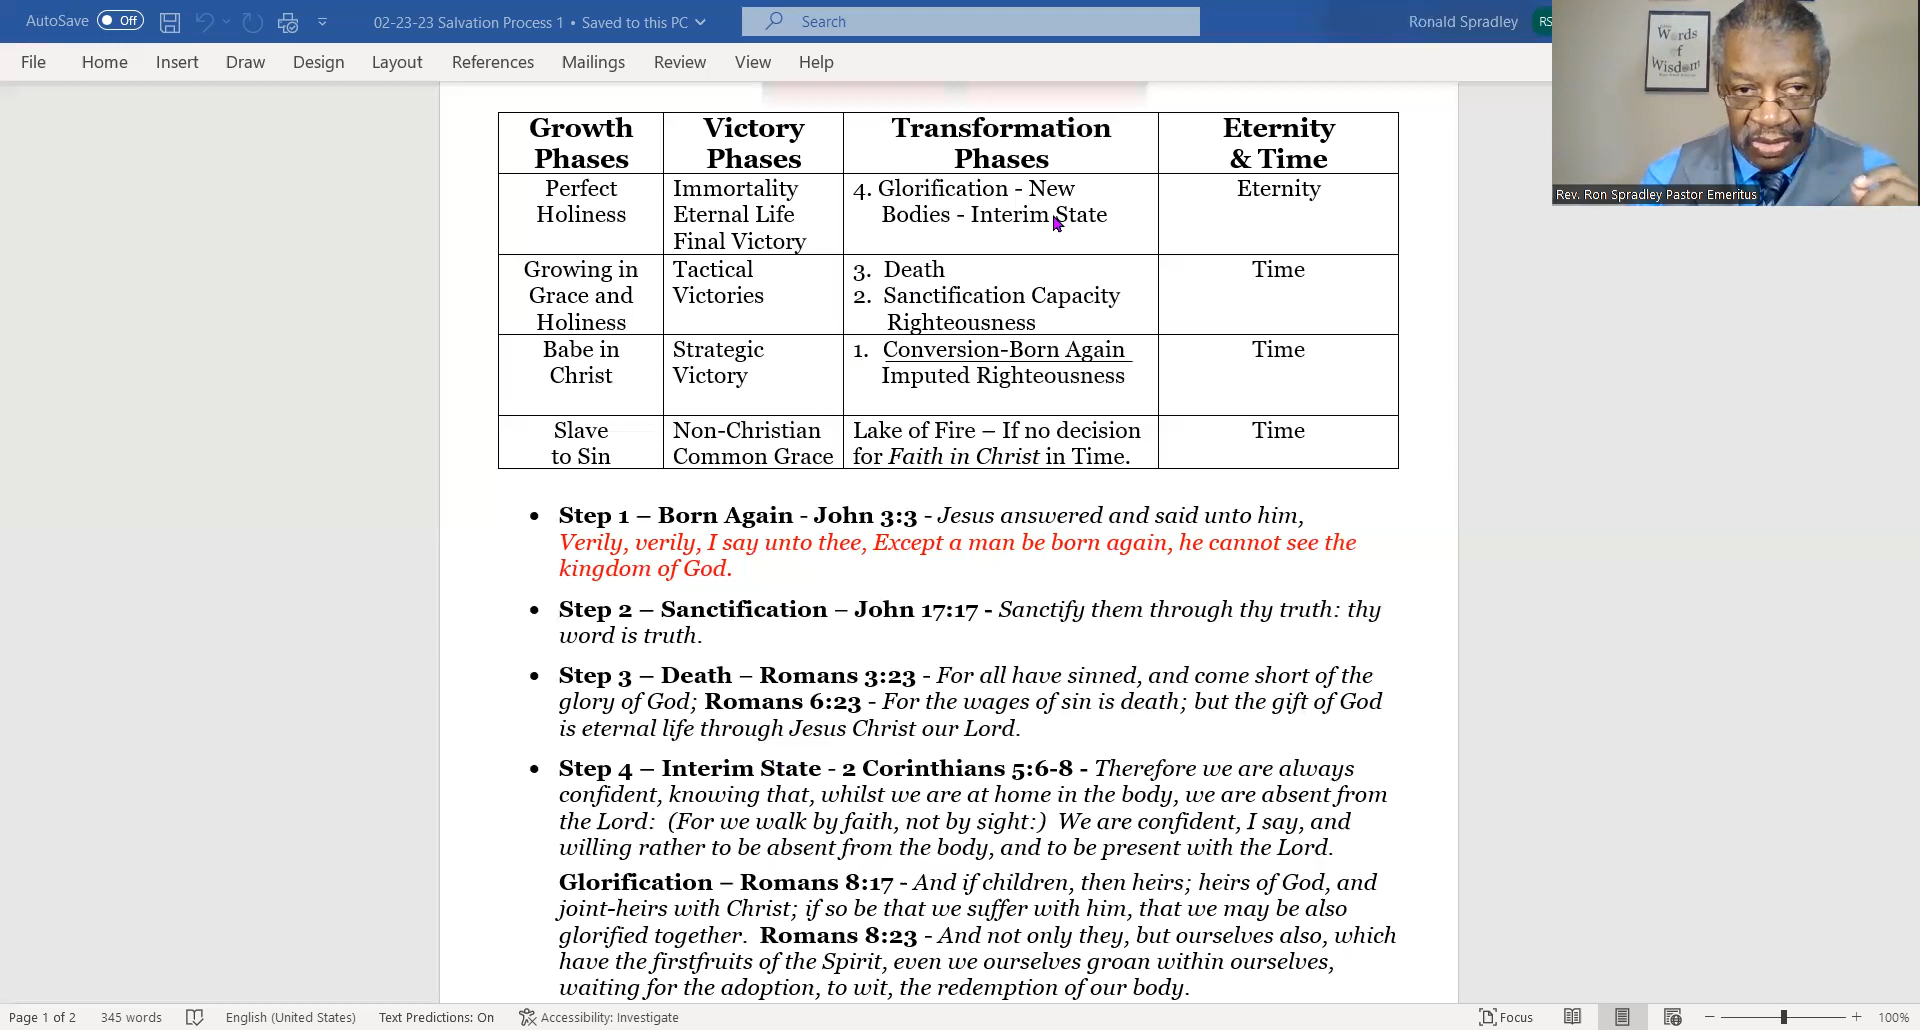 AutoSave Off 02-23-23 Salvation Process 1 • Saved to this PC Search Ronald Spradley RS
File Home Insert Draw Design Layout References Mailings Review View Help
Words
of
Wisdom
Rev. Ron Spradley Pastor Emeritus
Growth Phases
Victory Phases
Transformation Phases
Eternity & Time
Perfect
Holiness
Immortality
Eternal Life
Final Victory
4. Glorification - New
Bodies - Interim State
Eternity
Growing in
Grace and
Holiness
Tactical
Victories
3. Death
2. Sanctification Capacity
Righteousness
Time
Babe in
Christ
Strategic
Victory
1. Conversion-Born Again
Imputed Righteousness
Time
Slave
to Sin
Non-Christian
Common Grace
Lake of Fire – If no decision
for Faith in Christ in Time.
Time
• Step 1 – Born Again - John 3:3 - Jesus answered and said unto him,
Verily, verily, I say unto thee, Except a man be born again, he cannot see the
kingdom of God.
• Step 2 – Sanctification – John 17:17 - Sanctify them through thy truth: thy
word is truth.
• Step 3 – Death – Romans 3:23 - For all have sinned, and come short of the
glory of God; Romans 6:23 - For the wages of sin is death; but the gift of God
is eternal life through Jesus Christ our Lord.
• Step 4 – Interim State - 2 Corinthians 5:6-8 - Therefore we are always
confident, knowing that, whilst we are at home in the body, we are absent from
the Lord: (For we walk by faith, not by sight:) We are confident, I say, and
willing rather to be absent from the body, and to be present with the Lord.
Glorification – Romans 8:17 - And if children, then heirs; heirs of God, and
joint-heirs with Christ; if so be that we suffer with him, that we may be also
glorified together. Romans 8:23 - And not only they, but ourselves also, which
have the firstfruits of the Spirit, even we ourselves groan within ourselves,
waiting for the adoption, to wit, the redemption of our body.
Page 1 of 2 345 words English (United States) Text Predictions: On Accessibility: Investigate Focus 100%